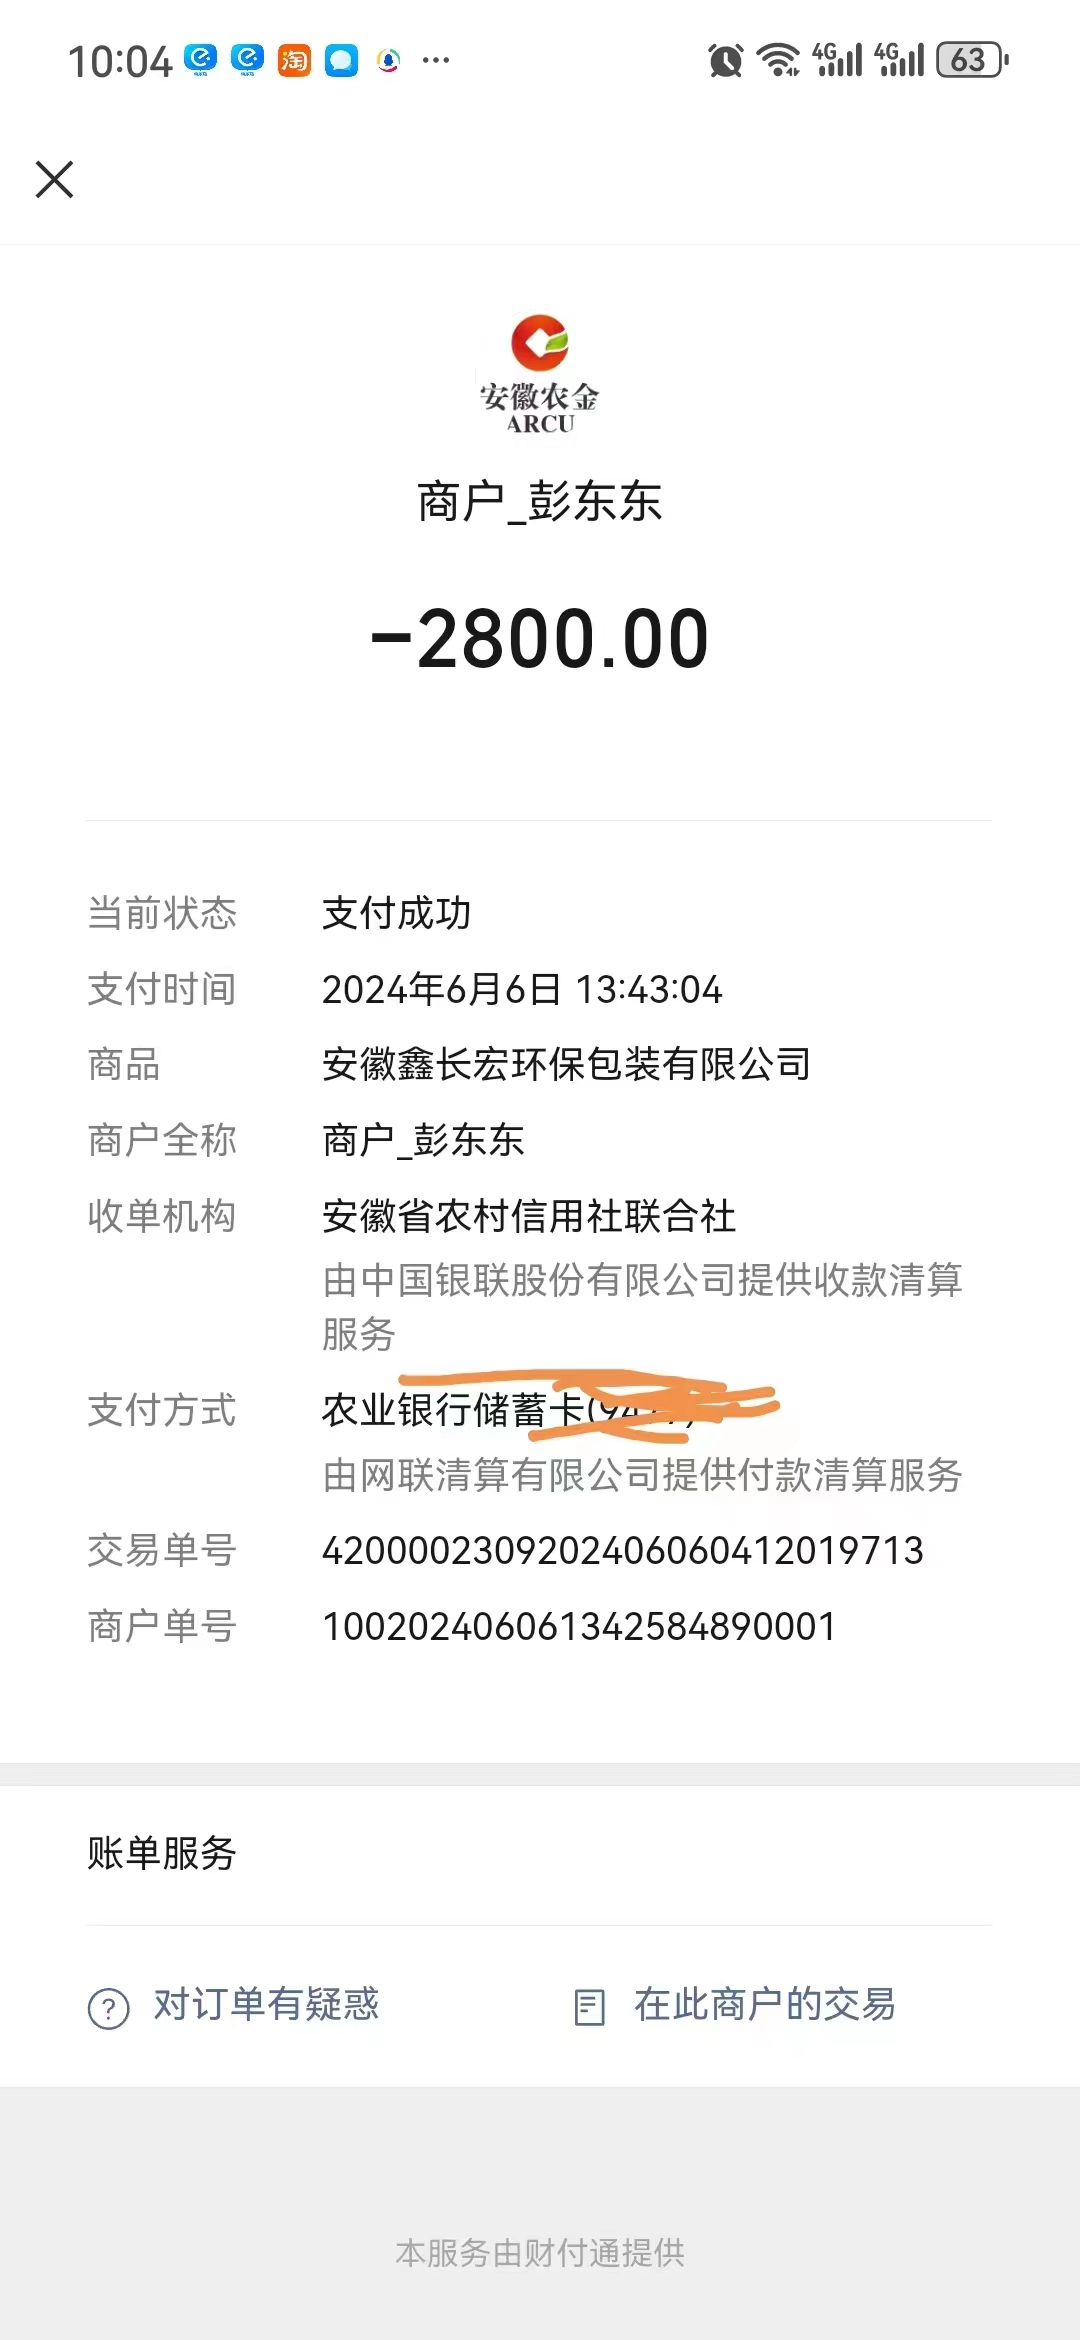 10:04 4G 4G 63
安徽农金
ARCU
商户_彭东东
-2800.00
当前状态 支付成功
支付时间 2024年6月6日 13:43:04
商品 安徽鑫长宏环保包装有限公司
商户全称 商户_彭东东
收单机构 安徽省农村信用社联合社
由中国银联股份有限公司提供收款清算
服务
支付方式 农业银行储蓄卡
由网联清算有限公司提供付款清算服务
交易单号 4200002309202406060412019713
商户单号 10020240606134258489​0001
账单服务
对订单有疑惑 在此商户的交易
本服务由财付通提供